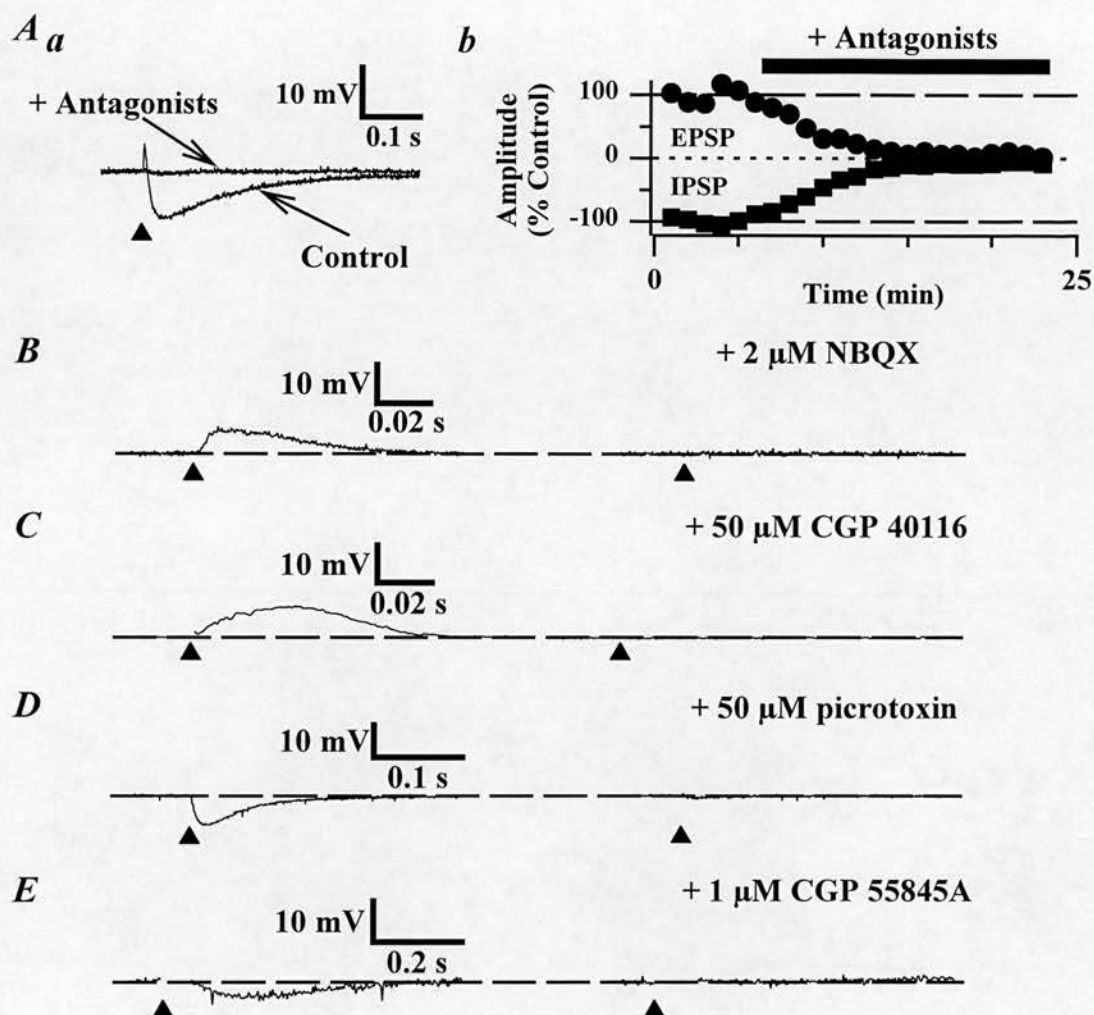 A a
+ Antagonists
10 mV
0.1 s
Control
b
+ Antagonists
Amplitude
(% Control)
100
0
-100
EPSP
IPSP
0
25
Time (min)
B
10 mV
0.02 s
+ 2 μM NBQX
C
10 mV
0.02 s
+ 50 μM CGP 40116
D
10 mV
0.1 s
+ 50 μM picrotoxin
E
10 mV
0.2 s
+ 1 μM CGP 55845A